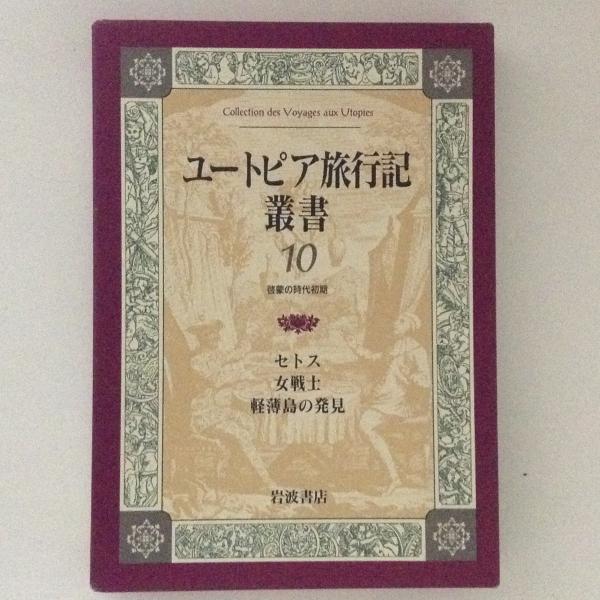 Collection des Voyages aux Utopies
ユートピア旅行記
叢書
10
啓蒙の時代初期
セトス
女戦士
軽薄島の発見
岩波書店